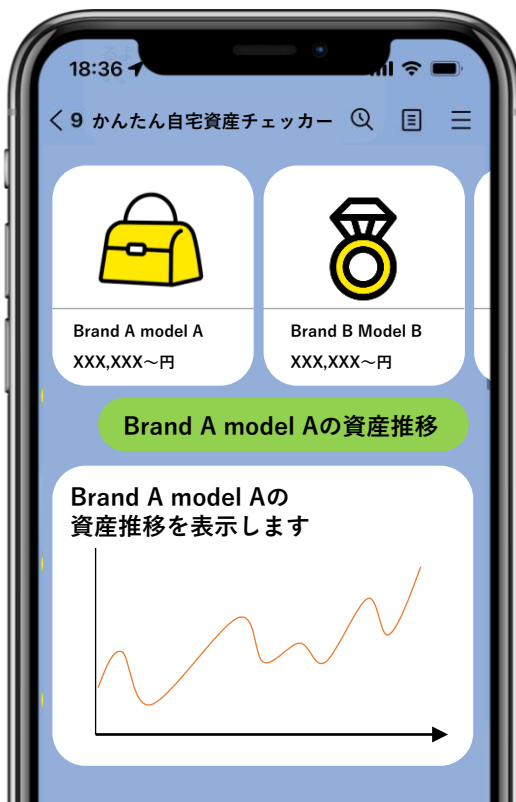 18:36
9 かんたん自宅資産チェッカー
Brand A model A
XXX,XXX〜円
Brand B Model B
XXX,XXX〜円
Brand A model Aの資産推移
Brand A model Aの
資産推移を表示します